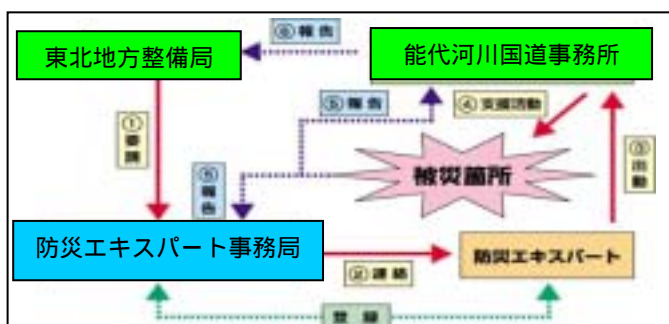 ⑥報告
東北地方整備局
能代河川国道事務所
⑤報告
④支援活動
①要請
③出動
被災箇所
⑤報告
防災エキスパート事務局
②連絡
防災エキスパート
登録